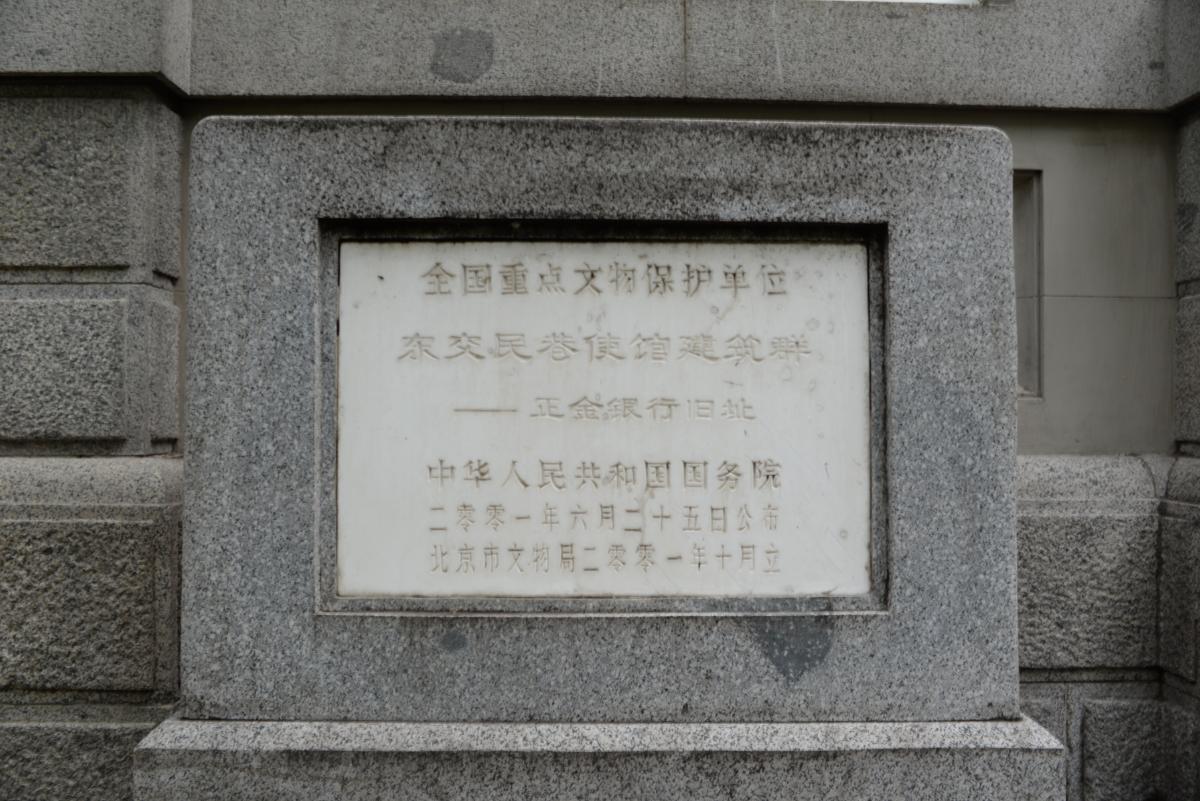 全国重点文物保护单位
东交民巷使馆建筑群
——正金银行旧址
中华人民共和国国务院
二零零一年六月二十五日公布
北京市文物局二零零一年十月立